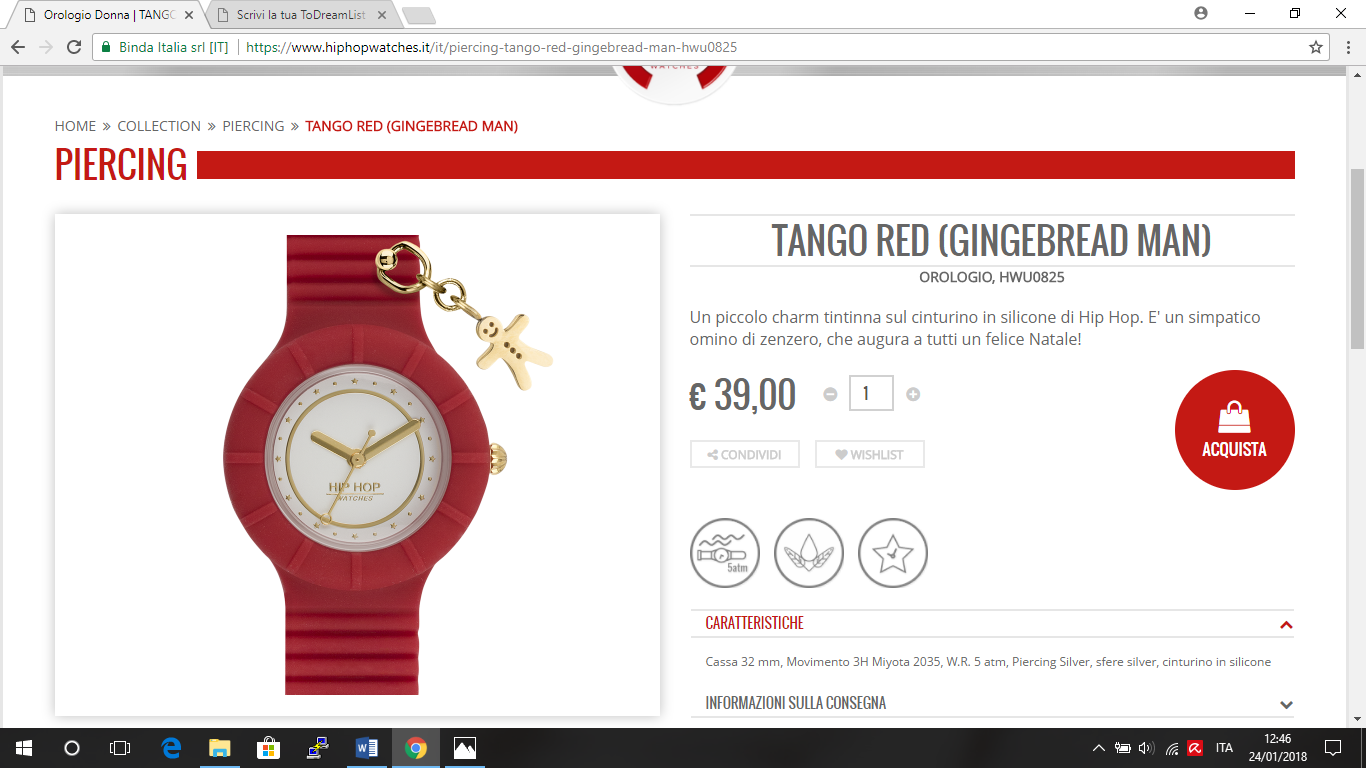 Orologio Donna | TANGO
Scrivi la tua ToDreamList
Binda Italia srl [IT]
https://www.hiphopwatches.it/it/piercing-tango-red-gingebread-man-hwu0825
WATCHES
HOME » COLLECTION » PIERCING » TANGO RED (GINGEBREAD MAN)
PIERCING
TANGO RED (GINGEBREAD MAN)
OROLOGIO, HWU0825
Un piccolo charm tintinna sul cinturino in silicone di Hip Hop. E' un simpatico
omino di zenzero, che augura a tutti un felice Natale!
€ 39,00
1
ACQUISTA
CONDIVIDI
WISHLIST
HIP HOP
WATCHES
5atm
CARATTERISTICHE
Cassa 32 mm, Movimento 3H Miyota 2035, W.R. 5 atm, Piercing Silver, sfere silver, cinturino in silicone
INFORMAZIONI SULLA CONSEGNA
ITA
12:46
24/01/2018